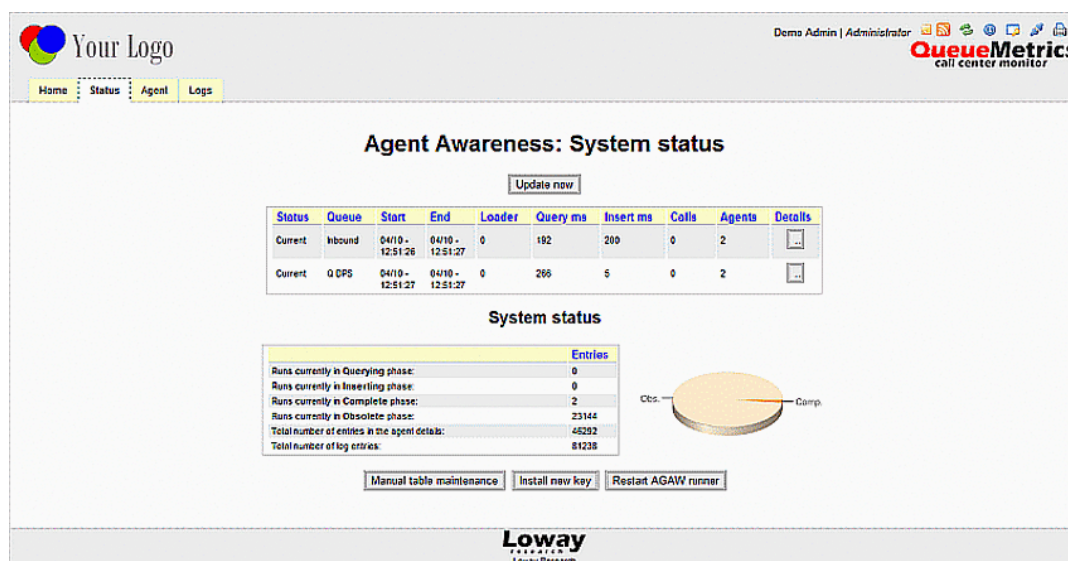 Your Logo
Demo Admin | Administrator
QueueMetrics
call center monitor
Home Status Agent Logs
Agent Awareness: System status
Update now
Status Queue Start End Loader Query ms Insert ms Calls Agents Details
Current Inbound 04/10 - 04/10 - 0 192 200 0 2 ..
12:51:26 12:51:27
Current Q DPS 04/10 - 04/10 - 0 266 5 0 2 ..
12:51:27 12:51:27
System status
Entries
Runs currently in Querying phase: 0
Runs currently in Inserting phase: 0
Runs currently in Complete phase: 2
Runs currently in Obsolete phase: 23144
Total number of entries in the agent details: 46292
Total number of log entries: 81238
Obs.
Comp.
Manual table maintenance Install new key Restart AGAW runner
Loway
research
Loway Research